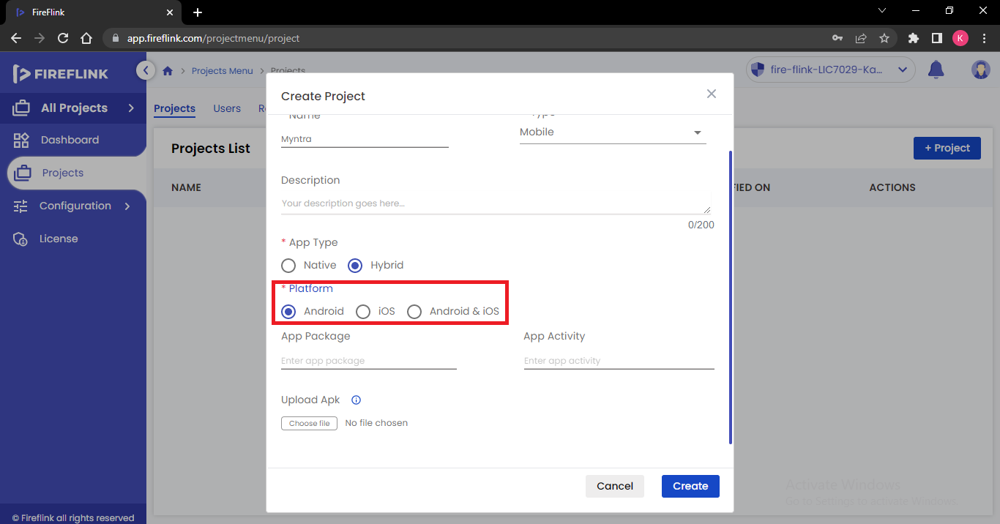 FireFlink
app.fireflink.com/projectmenu/project
K
FIREFLINK
Projects Menu > Projects
fire-flink-LIC7029-Ka...
All Projects
Dashboard
Projects
Configuration
License
© Fireflink all rights reserved
Projects Users
Projects List
+ Project
NAME
FIED ON
ACTIONS
Create Project
Name
Type
Myntra
Mobile
Description
Your description goes here...
0/200
* App Type
Native Hybrid
* Platform
Android iOS Android & iOS
App Package
App Activity
Enter app package
Enter app activity
Upload Apk
Choose file No file chosen
Cancel Create
Activate Windows
Go to Settings to activate Windows.